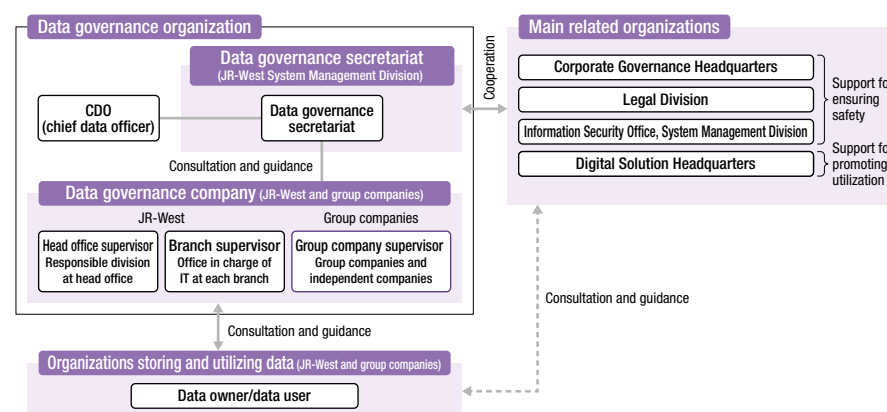 Data governance organization
Data governance secretariat
(JR-West System Management Division)
CDO
(chief data officer)
Data governance
secretariat
Consultation and guidance
Data governance company (JR-West and group companies)
JR-West
Group companies
Head office supervisor
Responsible division
at head office
Branch supervisor
Office in charge of
IT at each branch
Group company supervisor
Group companies and
independent companies
Consultation and guidance
Organizations storing and utilizing data (JR-West and group companies)
Data owner/data user
Cooperation
Main related organizations
Corporate Governance Headquarters
Legal Division
Information Security Office, System Management Division
Digital Solution Headquarters
Support fo
ensuring
safety
Support fo
promoting
utilization
Consultation and guidance